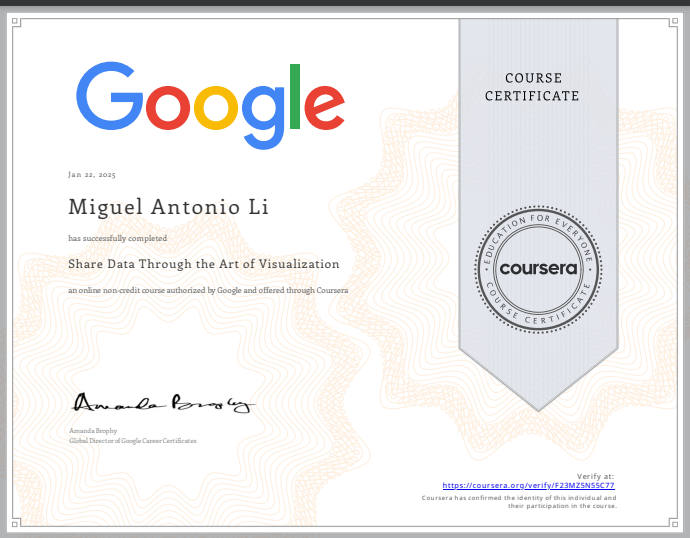 Google
COURSE
CERTIFICATE
Jan 22, 2025
Miguel Antonio Li
has successfully completed
Share Data Through the Art of Visualization
an online non-credit course authorized by Google and offered through Coursera
EDUCATION FOR EVERYONE
coursera
COURSE CERTIFICATE
Amanda Brophy
Amanda Brophy
Global Director of Google Career Certificates
Verify at:
https://coursera.org/verify/F23MZSN55C77
Coursera has confirmed the identity of this individual and
their participation in the course.